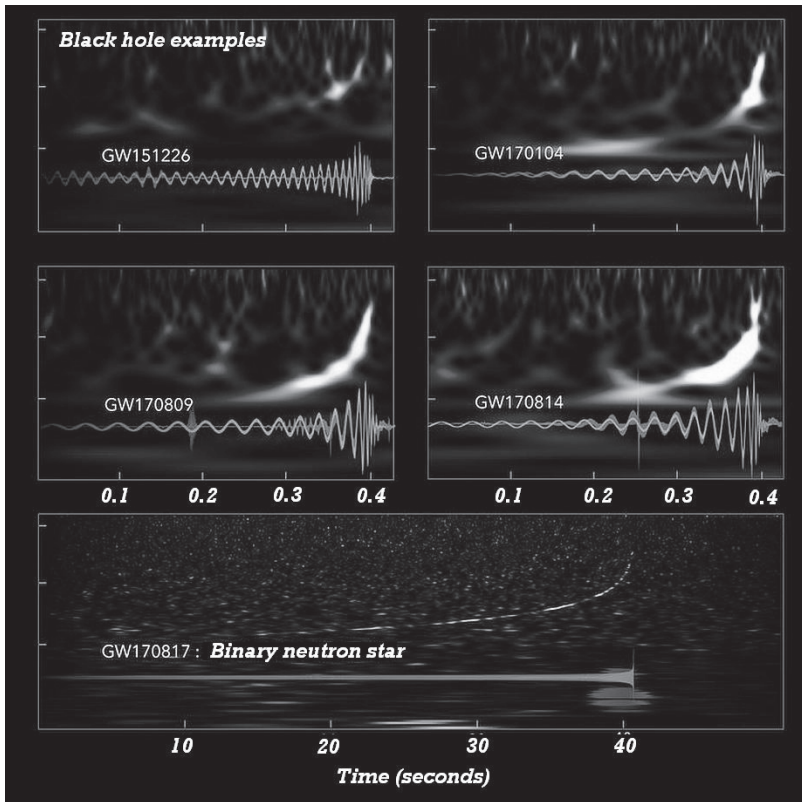 Black hole examples
GW151226
GW170104
GW170809
GW170814
0.1 0.2 0.3 0.4
0.1 0.2 0.3 0.4
GW170817 : Binary neutron star
10 20 30 40
Time (seconds)